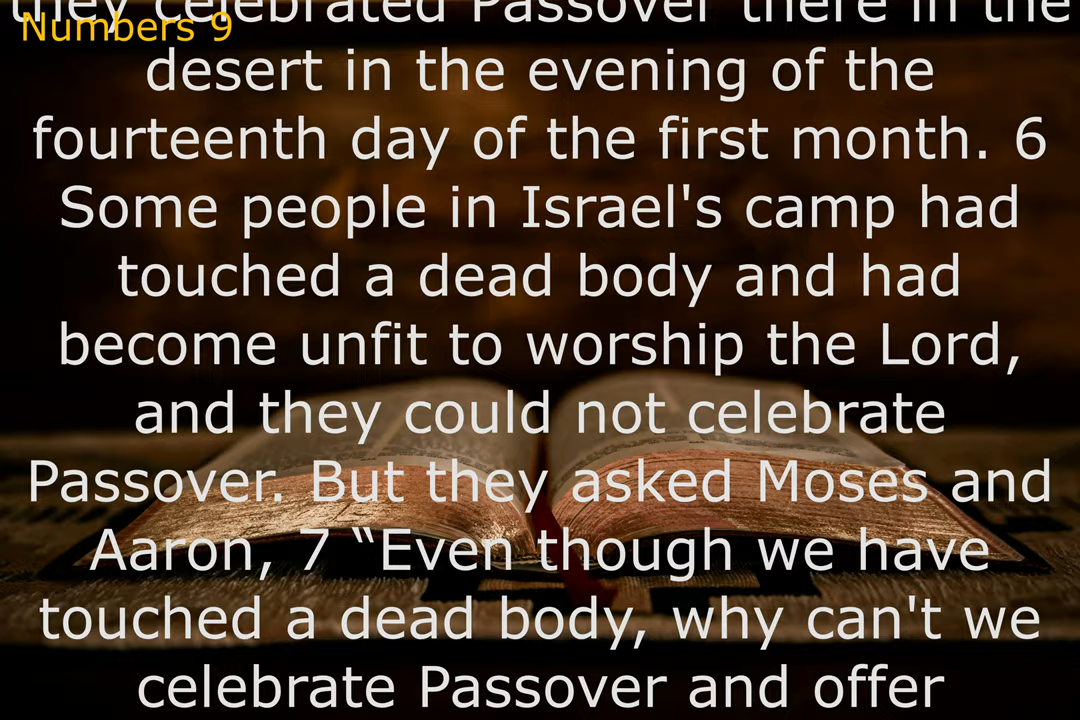 they celebrated Passover there in the
Numbers 9
desert in the evening of the
fourteenth day of the first month. 6
Some people in Israel's camp had
touched a dead body and had
become unfit to worship the Lord,
and they could not celebrate
Passover. But they asked Moses and
Aaron, 7 “Even though we have
touched a dead body, why can't we
celebrate Passover and offer